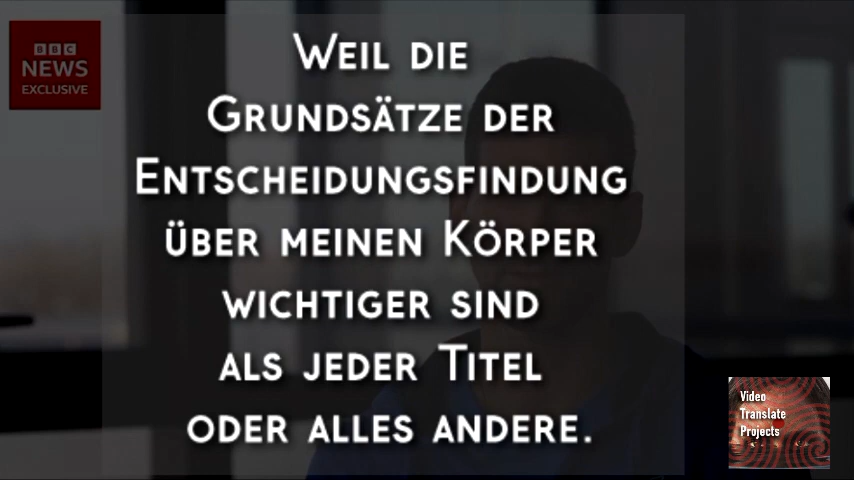 BBC
NEWS
EXCLUSIVE
Weil die
Grundsätze der
Entscheidungsfindung
über meinen Körper
wichtiger sind
als jeder Titel
oder alles andere.
Video
Translate
Projects